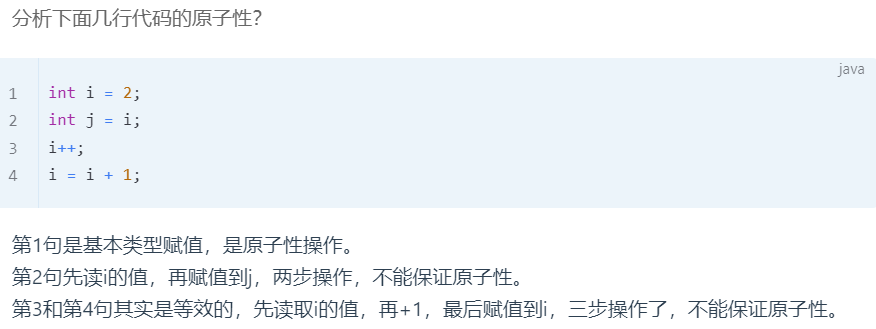 分析下面几行代码的原子性？
java
1 int i = 2;
2 int j = i;
3 i++;
4 i = i + 1;
第1句是基本类型赋值，是原子性操作。
第2句先读i的值，再赋值到j，两步操作，不能保证原子性。
第3和第4句其实是等效的，先读取i的值，再+1，最后赋值到i，三步操作了，不能保证原子性。